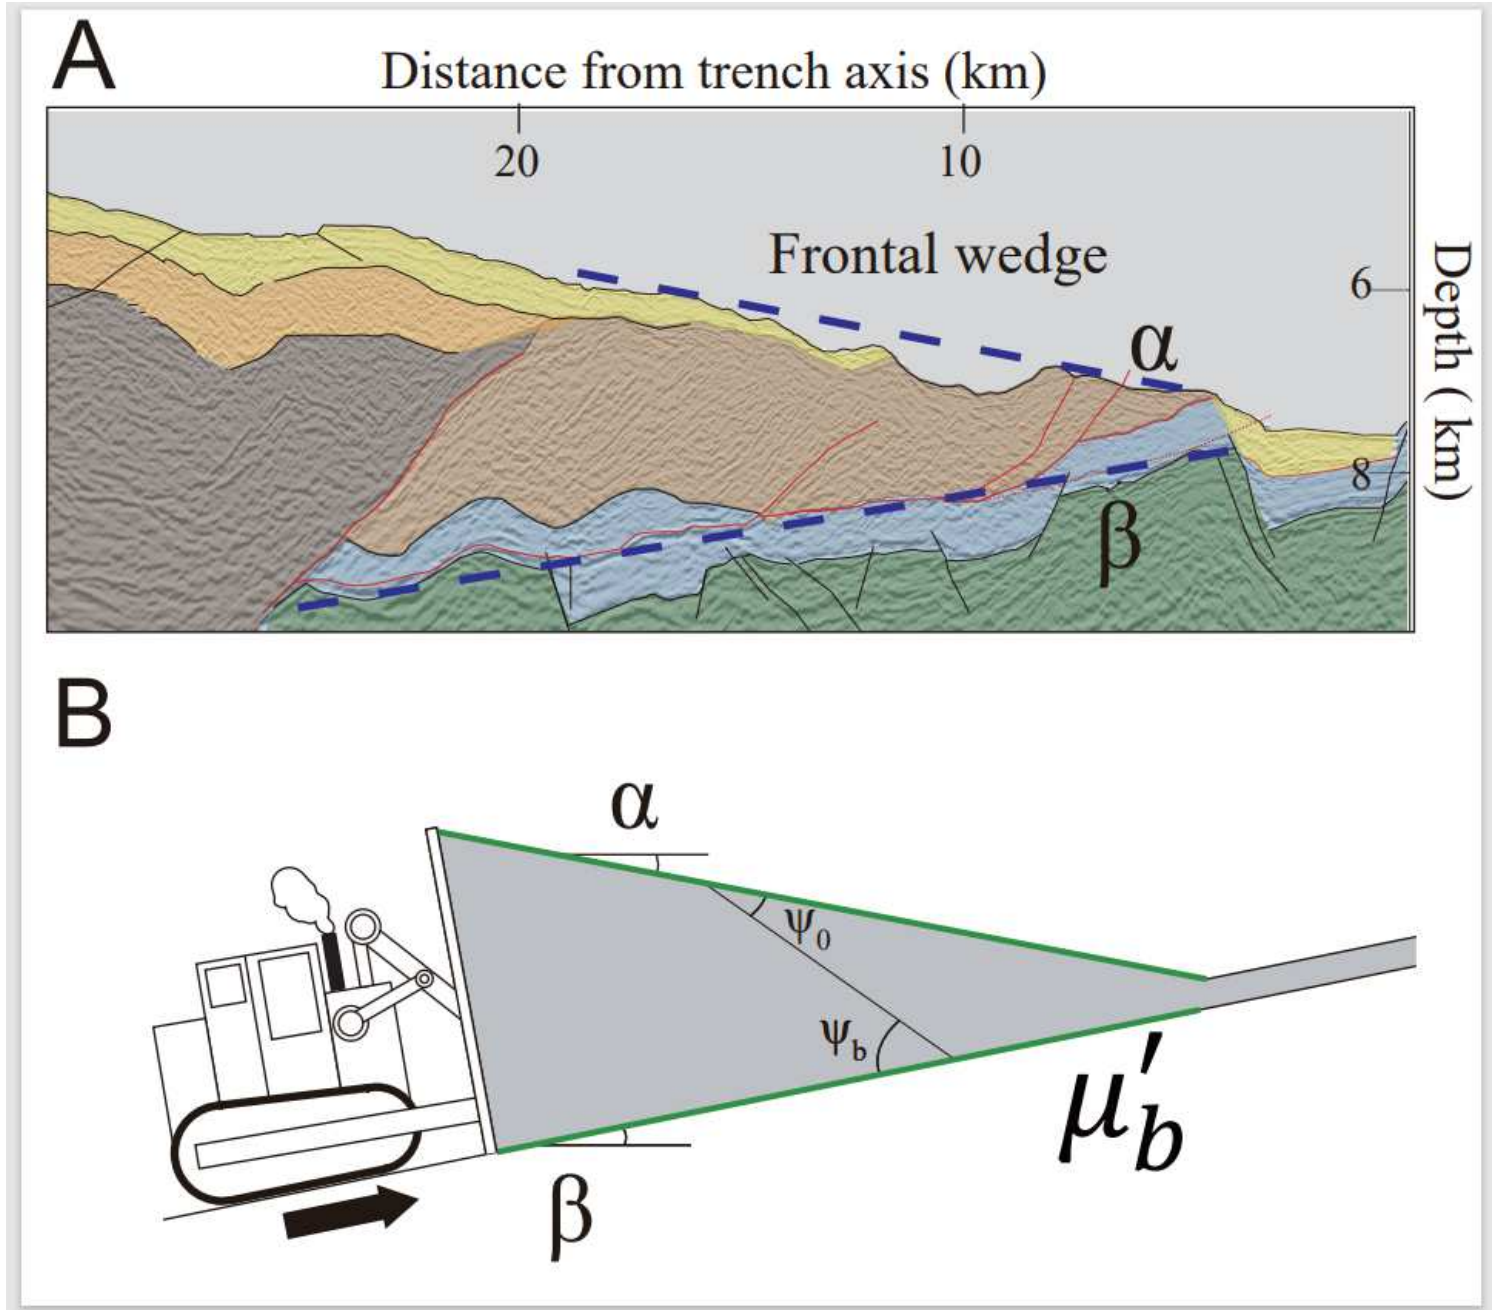 A
Distance from trench axis (km)
20
10
Frontal wedge
6
α
Depth ( km)
8
β
B
α
ψ0
ψb
μ′b
β